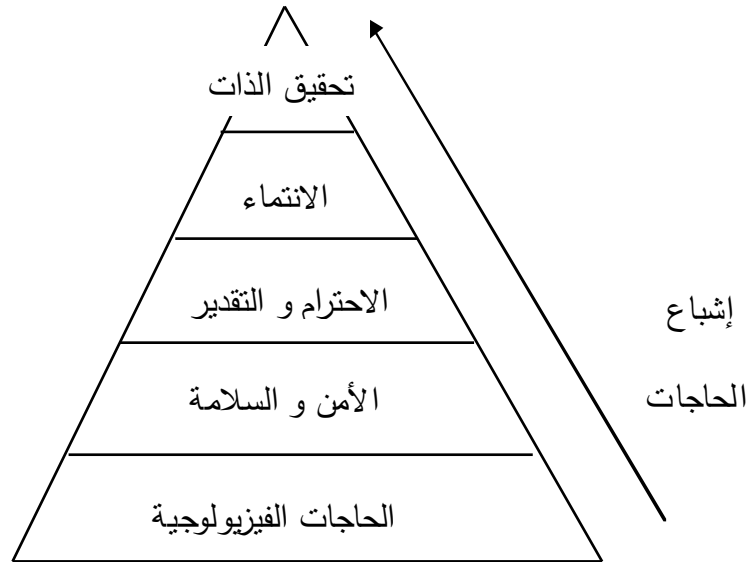 تحقيق الذات
الانتماء
الاحترام و التقدير
الأمن و السلامة
الحاجات الفيزيولوجية
إشباع
الحاجات